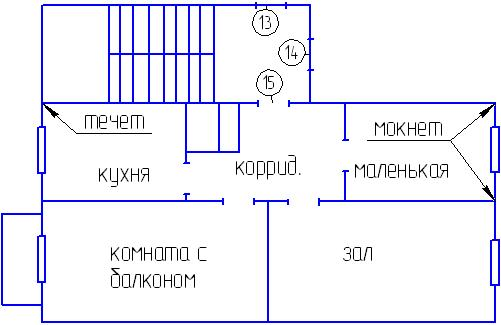 13
14
15
течет
мокнет
кухня
коррид.
маленькая
комната с
балконом
зал